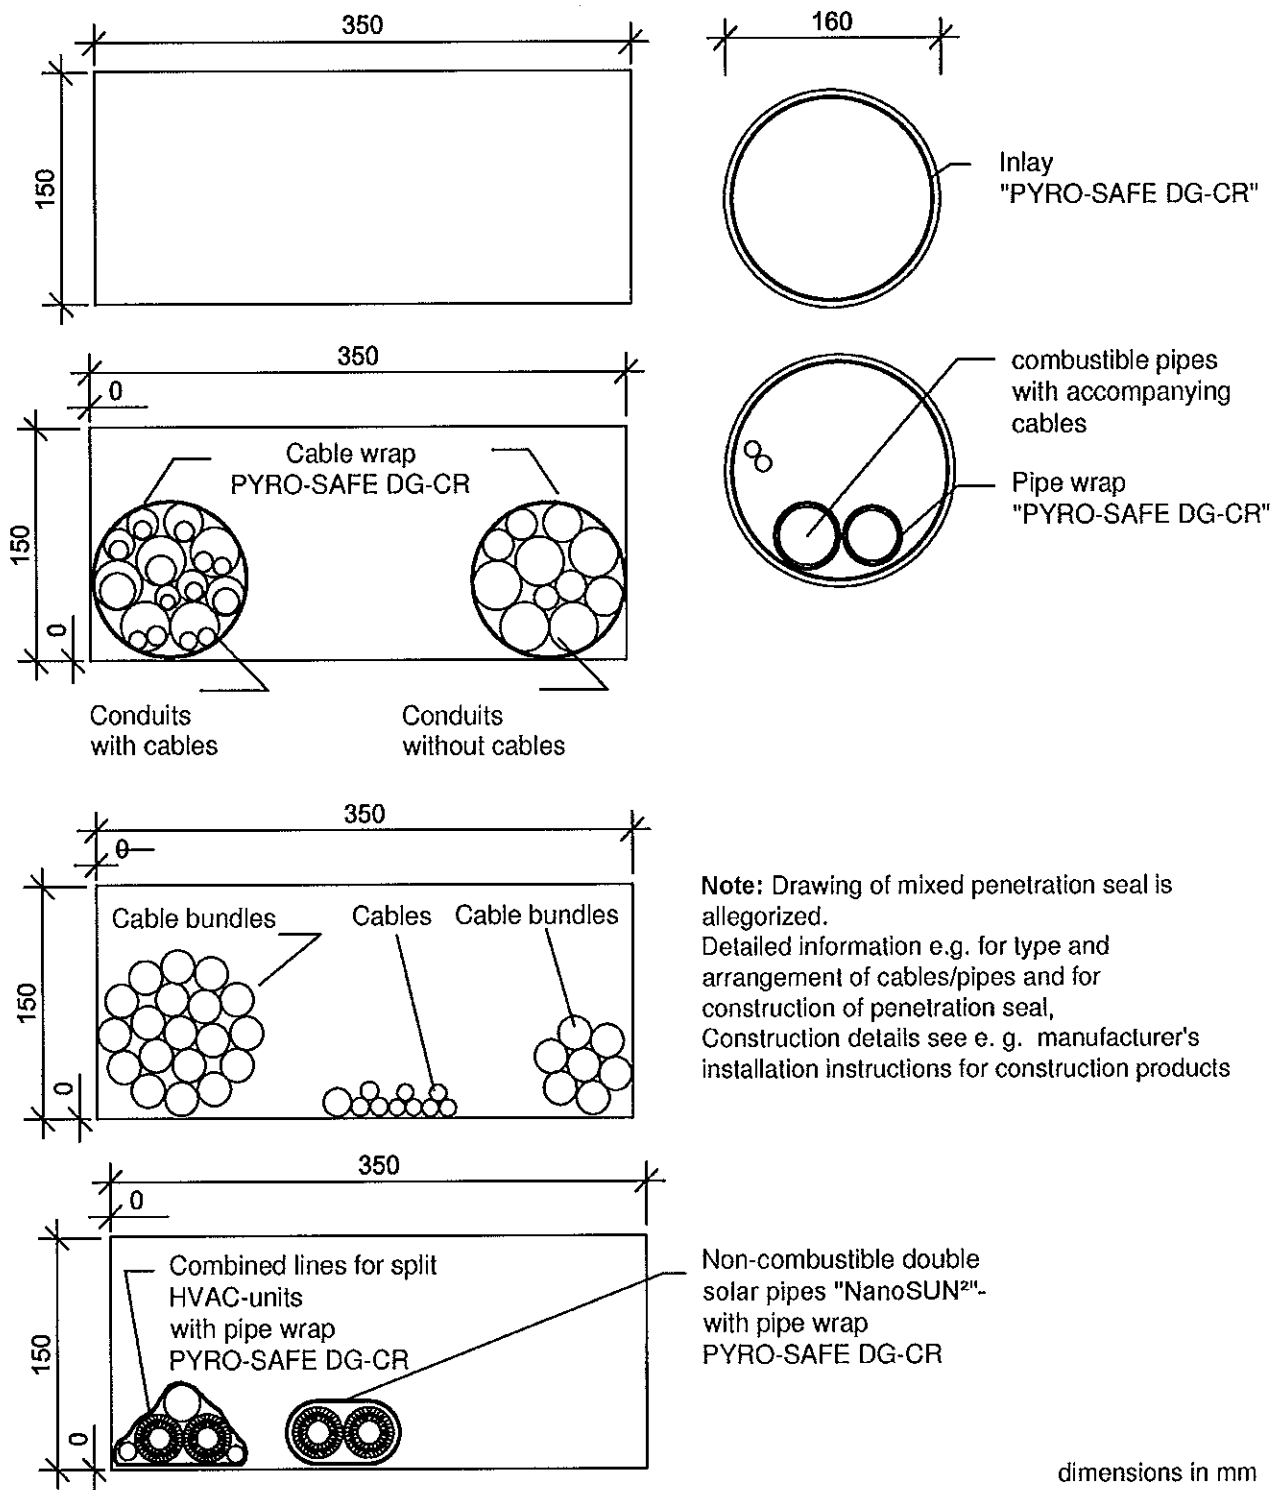 350
160
150
Inlay
"PYRO-SAFE DG-CR"
350
0
150
0
Cable wrap
PYRO-SAFE DG-CR
Conduits
with cables
Conduits
without cables
combustible pipes
with accompanying
cables
Pipe wrap
"PYRO-SAFE DG-CR"
350
0
150
0
Cable bundles
Cables
Cable bundles
Note: Drawing of mixed penetration seal is
allegorized.
Detailed information e.g. for type and
arrangement of cables/pipes and for
construction of penetration seal,
Construction details see e. g. manufacturer's
installation instructions for construction products
350
0
150
0
Combined lines for split
HVAC-units
with pipe wrap
PYRO-SAFE DG-CR
Non-combustible double
solar pipes "NanoSUN²"-
with pipe wrap
PYRO-SAFE DG-CR
dimensions in mm